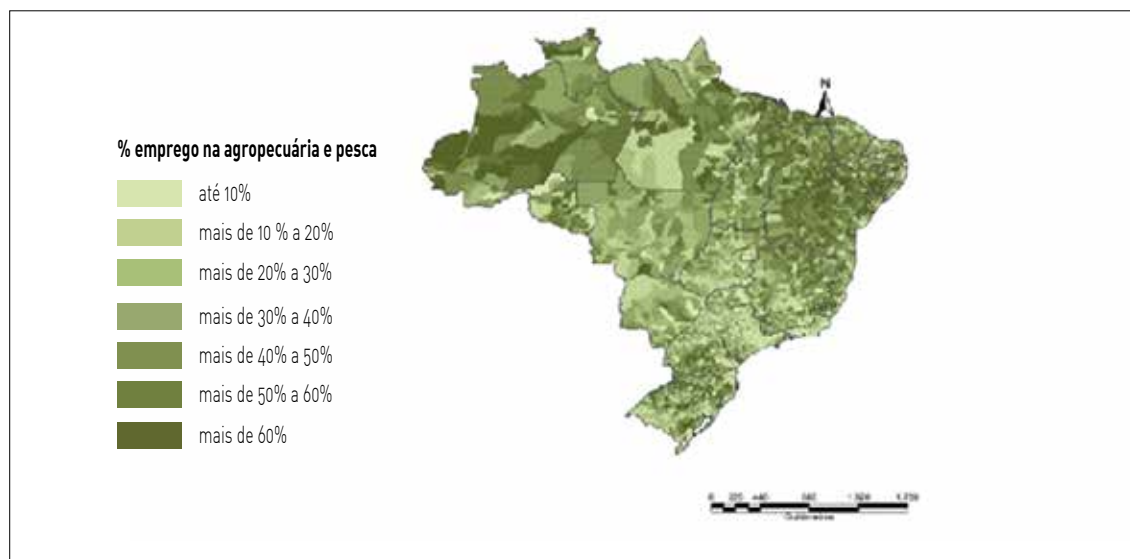 % emprego na agropecuária e pesca
até 10%
mais de 10 % a 20%
mais de 20% a 30%
mais de 30% a 40%
mais de 40% a 50%
mais de 50% a 60%
mais de 60%
N
0